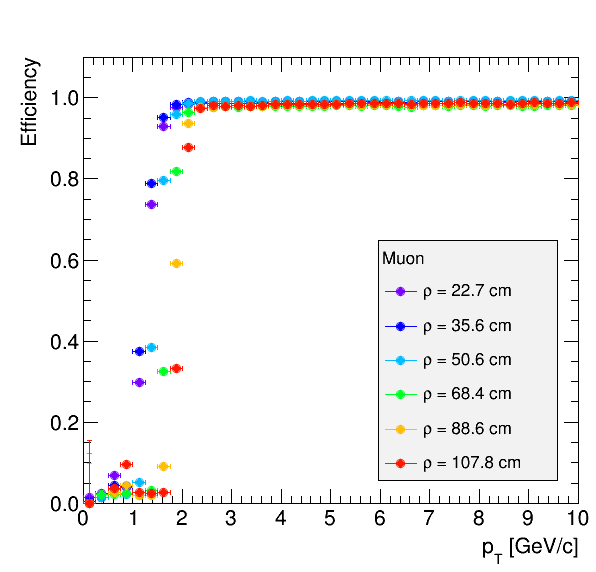 Efficiency
1.0
0.8
0.6
0.4
0.2
0.0
0 1 2 3 4 5 6 7 8 9 10
p_T [GeV/c]
Muon
ρ = 22.7 cm
ρ = 35.6 cm
ρ = 50.6 cm
ρ = 68.4 cm
ρ = 88.6 cm
ρ = 107.8 cm